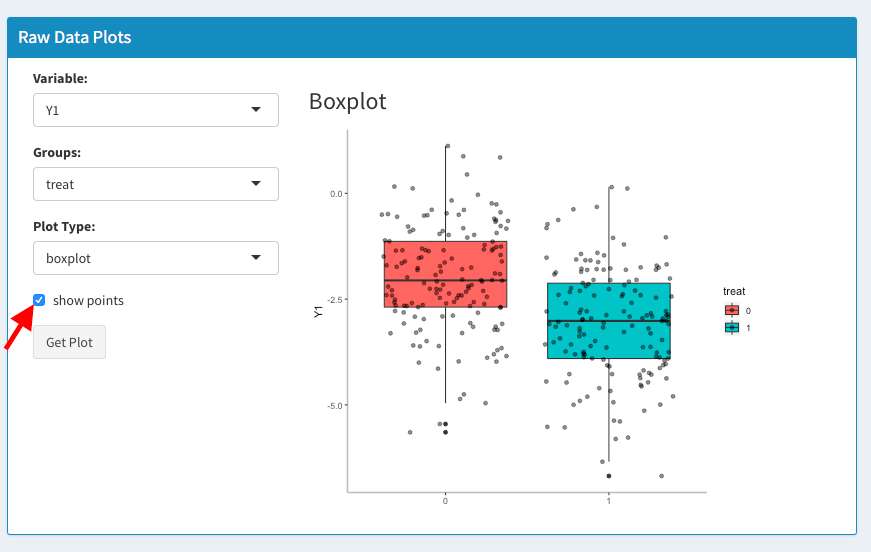 Raw Data Plots
Variable:
Y1
Groups:
treat
Plot Type:
boxplot
show points
Get Plot
Boxplot
0.0
-2.5
-5.0
Y1
0
1
treat
0
1